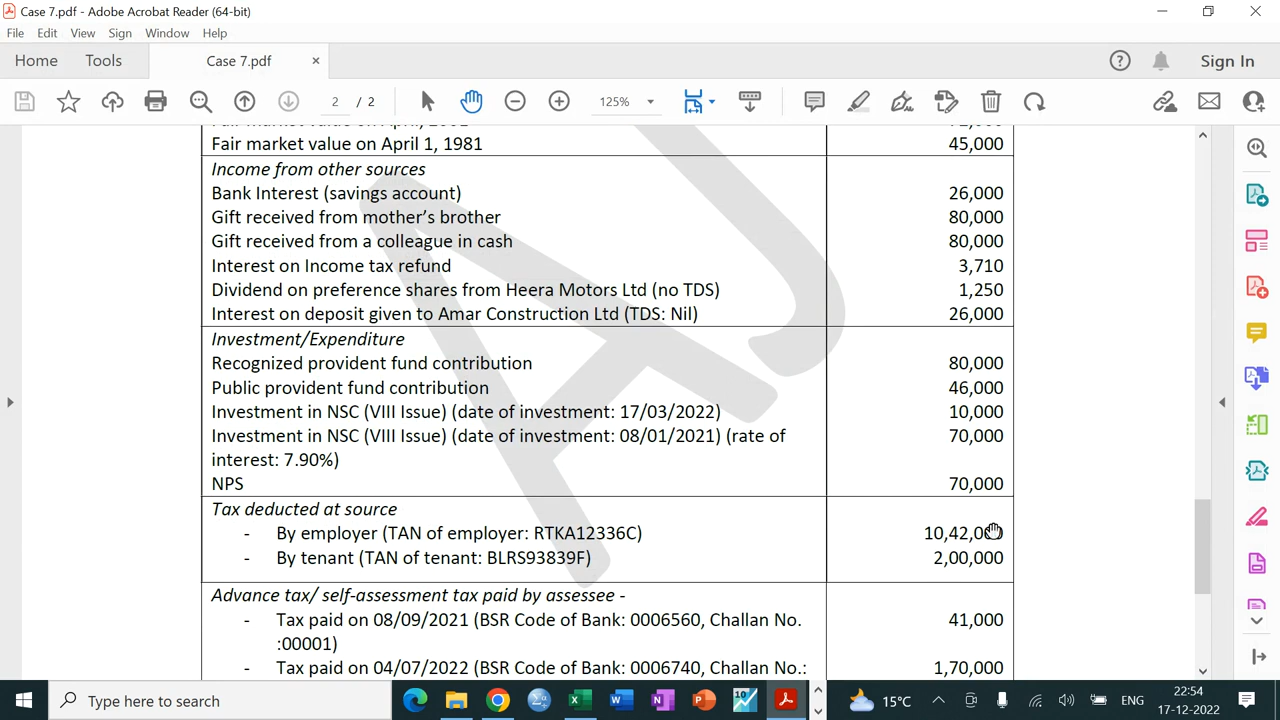 Case 7.pdf - Adobe Acrobat Reader (64-bit)
File Edit View Sign Window Help
Home Tools Case 7.pdf × Sign In
2 / 2 125%
Fair market value on April 1, 1981 45,000
Income from other sources
Bank Interest (savings account) 26,000
Gift received from mother's brother 80,000
Gift received from a colleague in cash 80,000
Interest on Income tax refund 3,710
Dividend on preference shares from Heera Motors Ltd (no TDS) 1,250
Interest on deposit given to Amar Construction Ltd (TDS: Nil) 26,000
Investment/Expenditure
Recognized provident fund contribution 80,000
Public provident fund contribution 46,000
Investment in NSC (VIII Issue) (date of investment: 17/03/2022) 10,000
Investment in NSC (VIII Issue) (date of investment: 08/01/2021) (rate of 70,000
interest: 7.90%)
NPS 70,000
Tax deducted at source
- By employer (TAN of employer: RTKA12336C) 10,42,000
- By tenant (TAN of tenant: BLRS93839F) 2,00,000
Advance tax/ self-assessment tax paid by assessee -
- Tax paid on 08/09/2021 (BSR Code of Bank: 0006560, Challan No. 41,000
:00001)
- Tax paid on 04/07/2022 (BSR Code of Bank: 0006740, Challan No.: 1,70,000
AJ
Type here to search
15°C ENG 22:54
17-12-2022